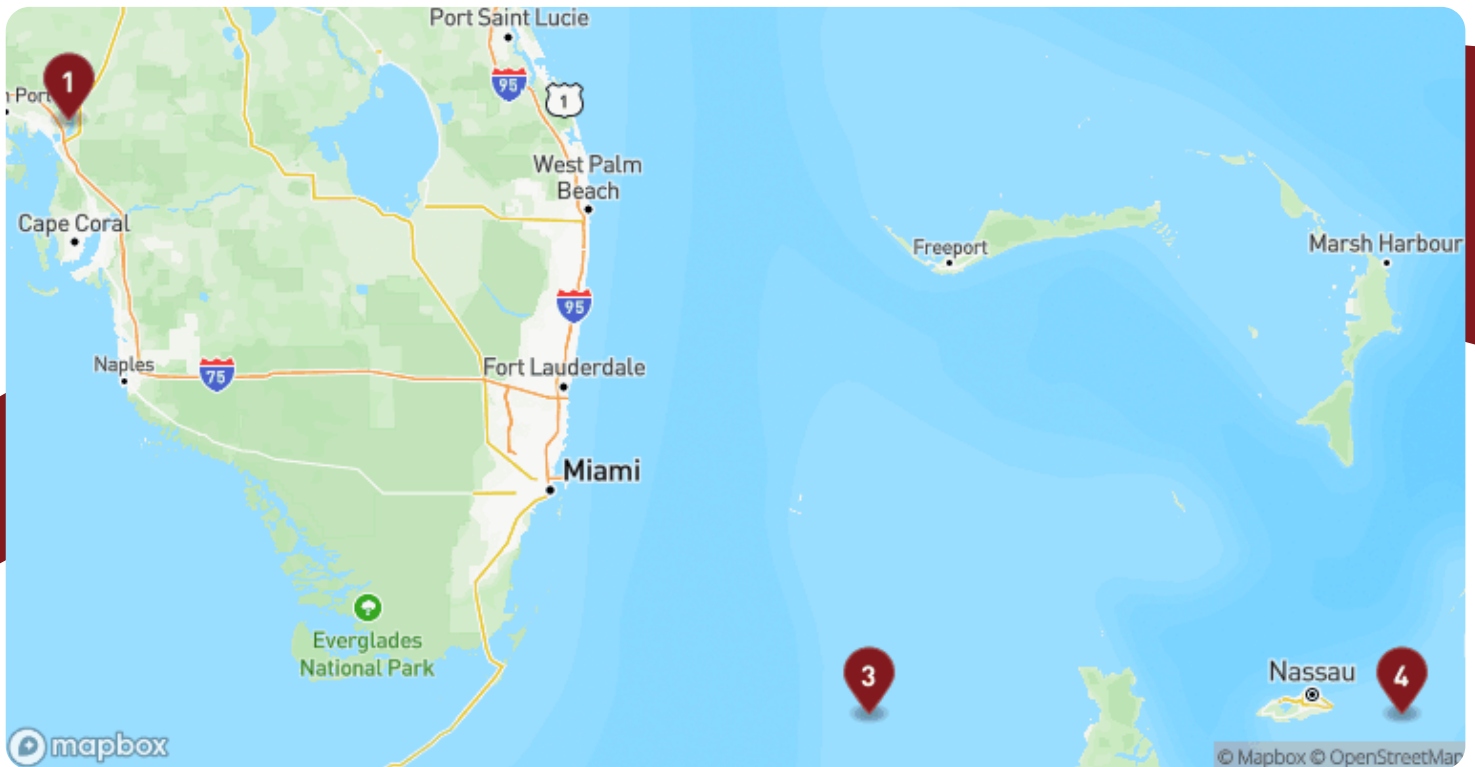 Port Saint Lucie
1
95
n Port
1
West Palm
Beach
Cape Coral
Freeport
Marsh Harbour
95
Naples
75
Fort Lauderdale
Miami
Everglades
National Park
3
Nassau
4
mapbox
© Mapbox © OpenStreetMap